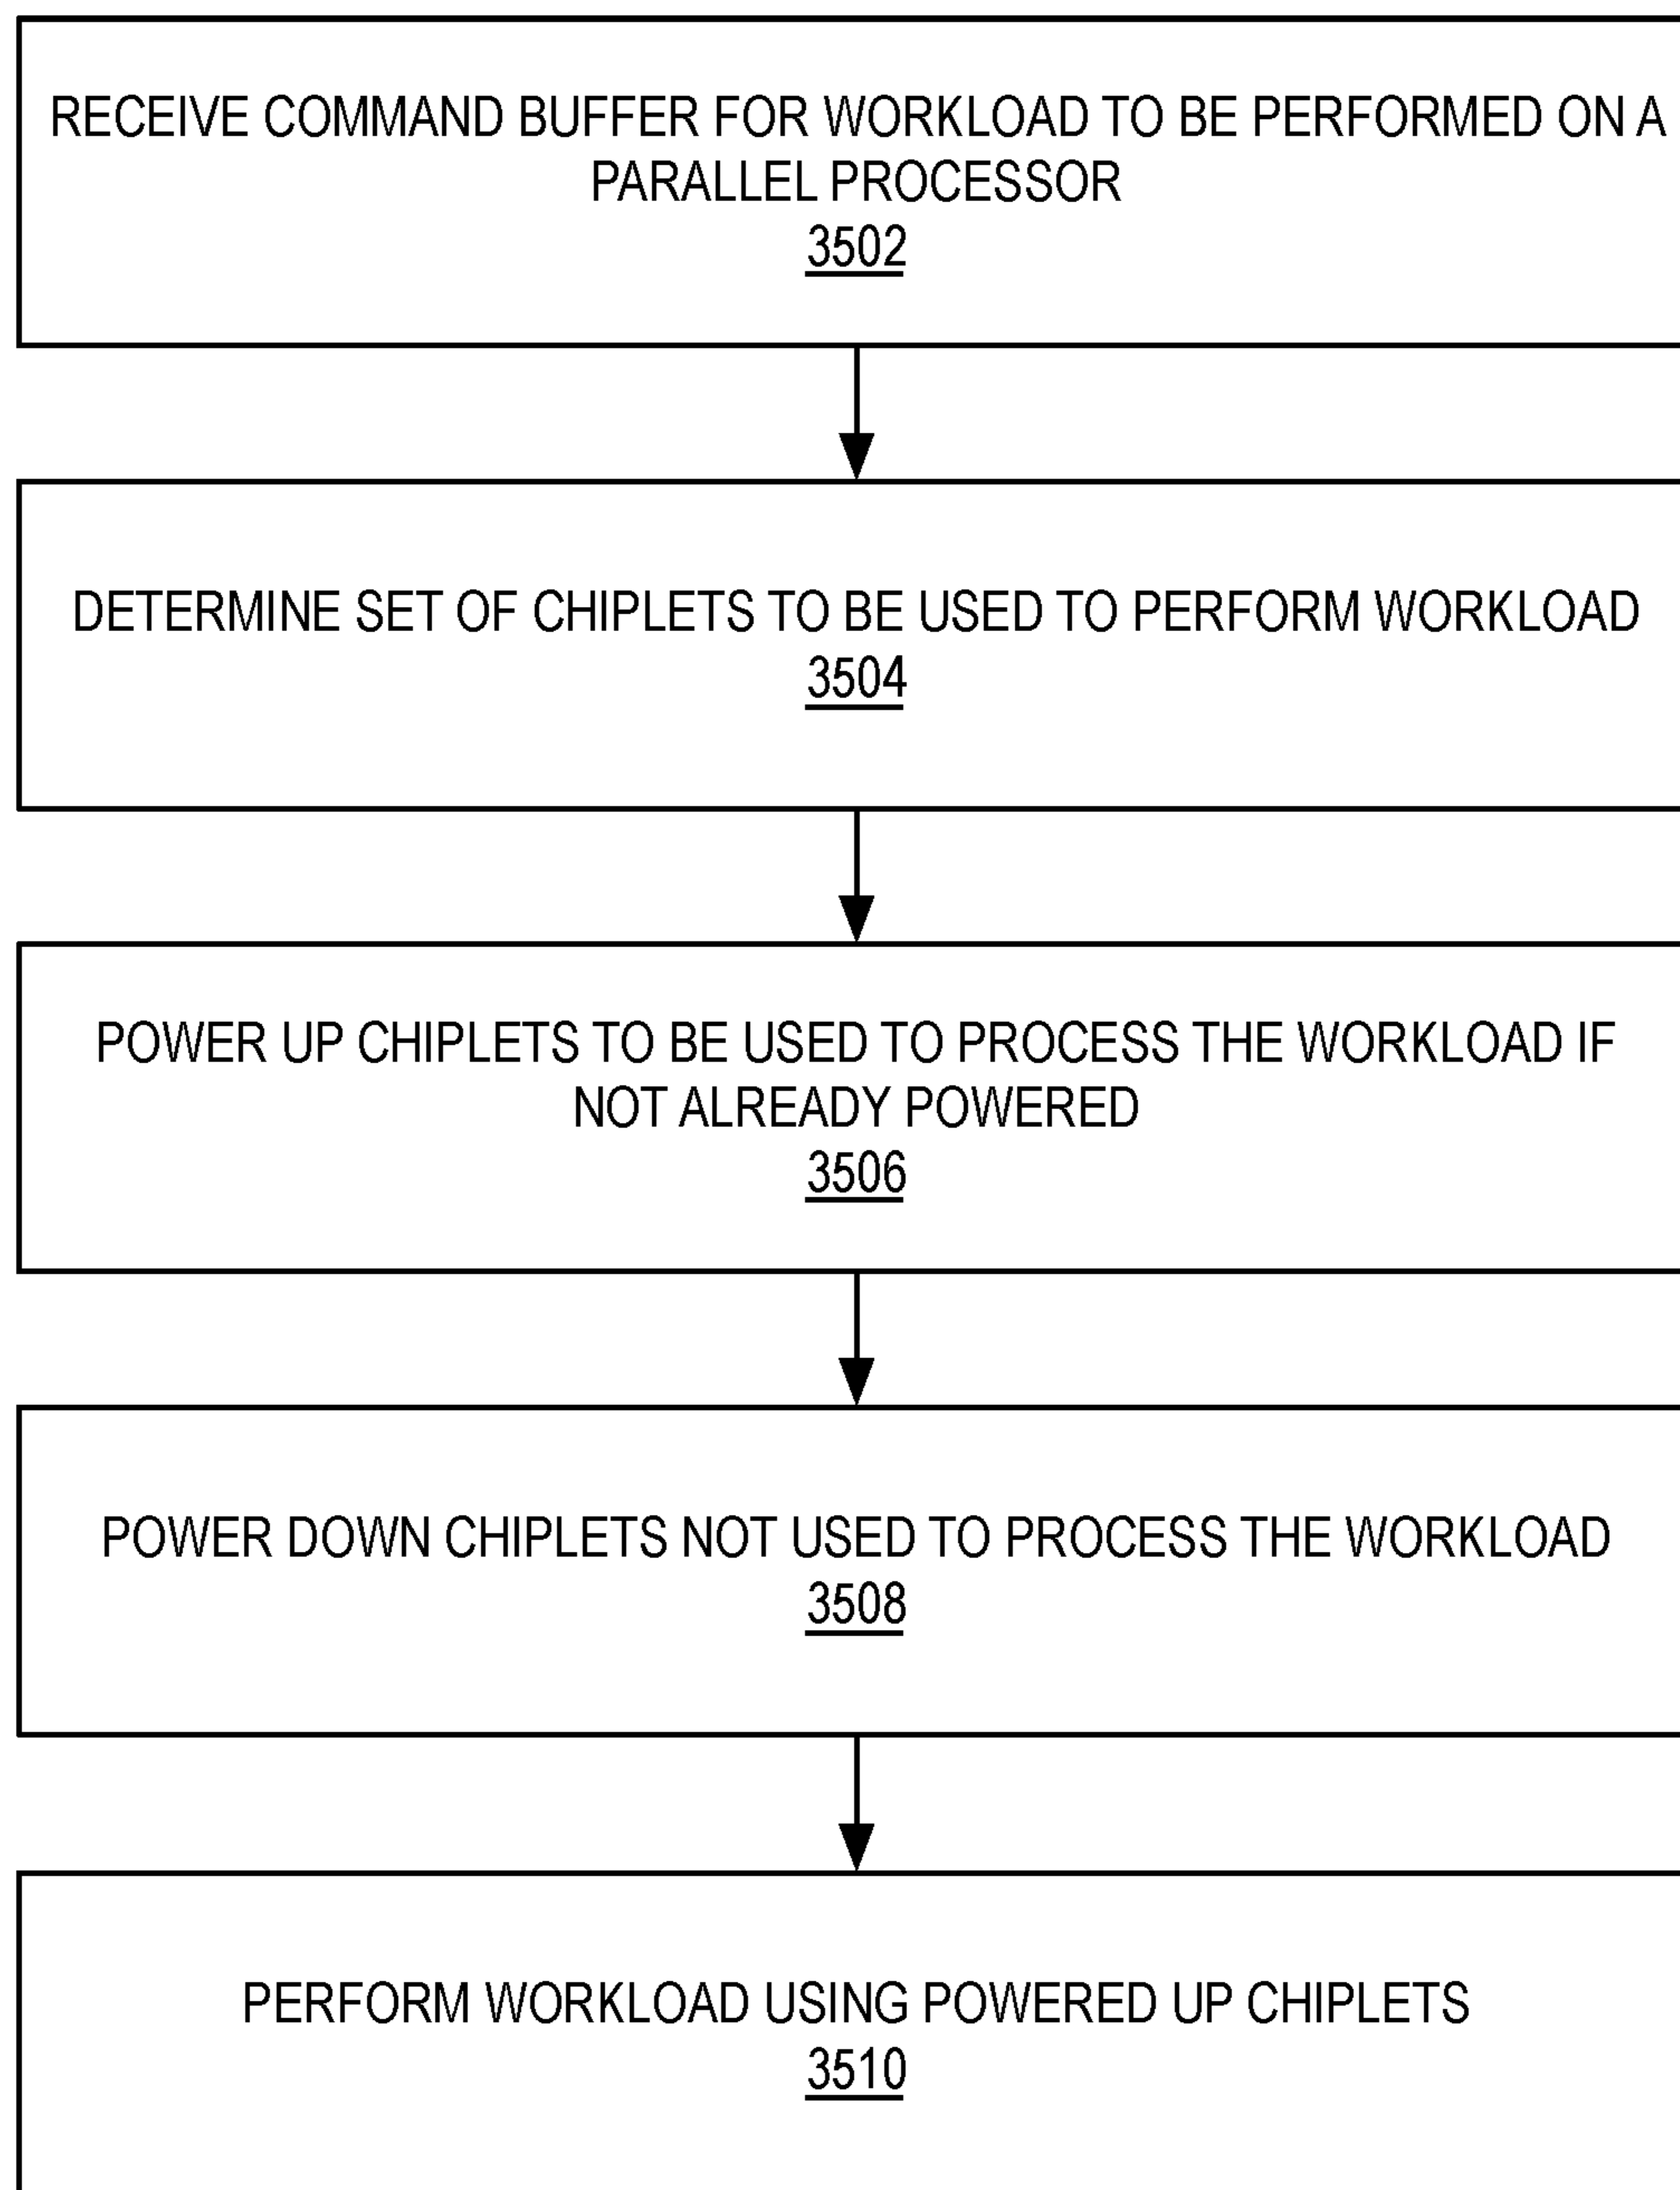 RECEIVE COMMAND BUFFER FOR WORKLOAD TO BE PERFORMED ON A
PARALLEL PROCESSOR
3502
DETERMINE SET OF CHIPLETS TO BE USED TO PERFORM WORKLOAD
3504
POWER UP CHIPLETS TO BE USED TO PROCESS THE WORKLOAD IF
NOT ALREADY POWERED
3506
POWER DOWN CHIPLETS NOT USED TO PROCESS THE WORKLOAD
3508
PERFORM WORKLOAD USING POWERED UP CHIPLETS
3510